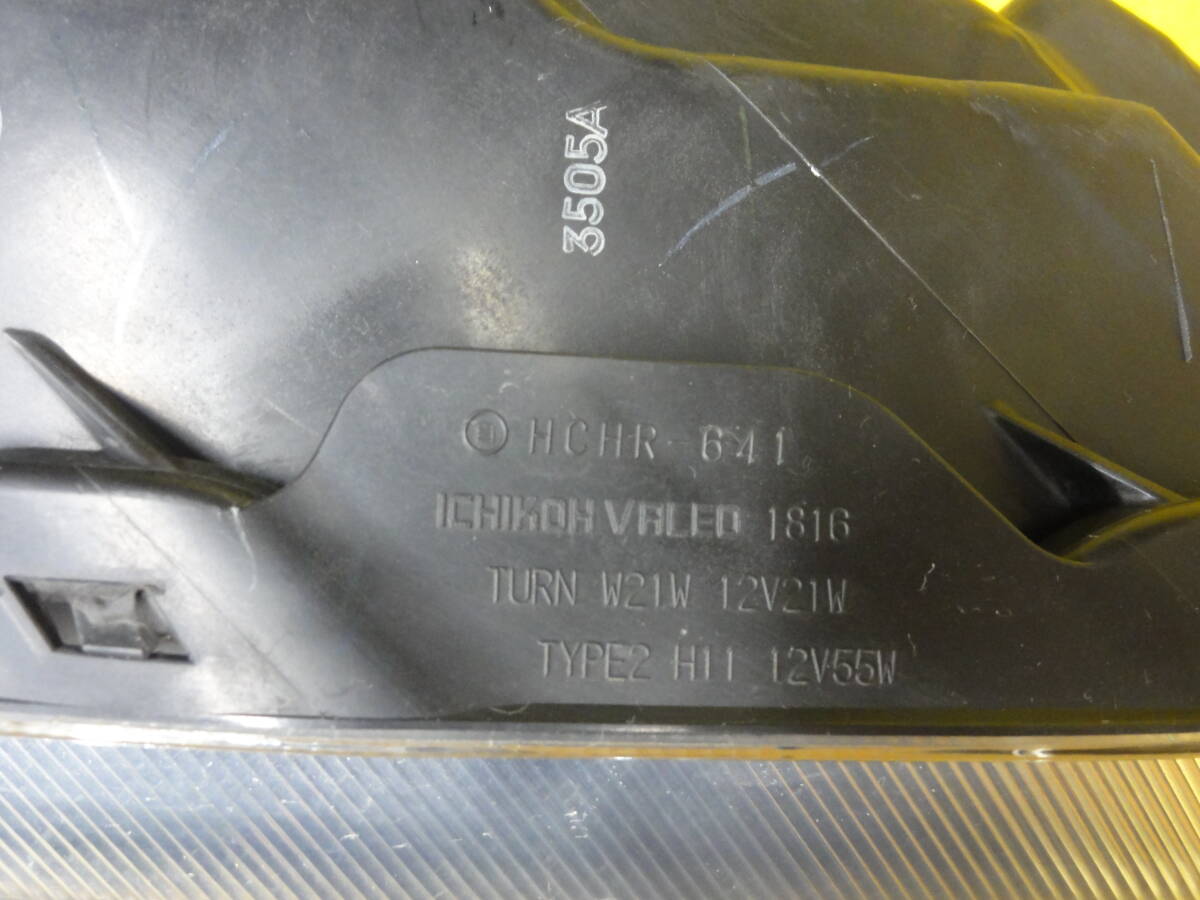 3505A
HCHR-641
ICHIKOH VALEO 1816
TURN W21W 12V21W
TYPE2 H11 12V55W